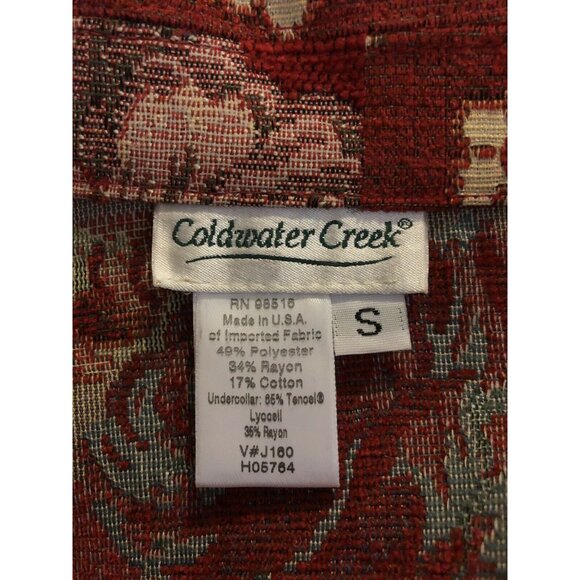 Coldwater Creek®
S
RN 98516
Made in U.S.A.
of Imported Fabric
49% Polyester
34% Rayon
17% Cotton
Undercollar: 65% Tencel®
Lyocell
35% Rayon
V#J160
H05764